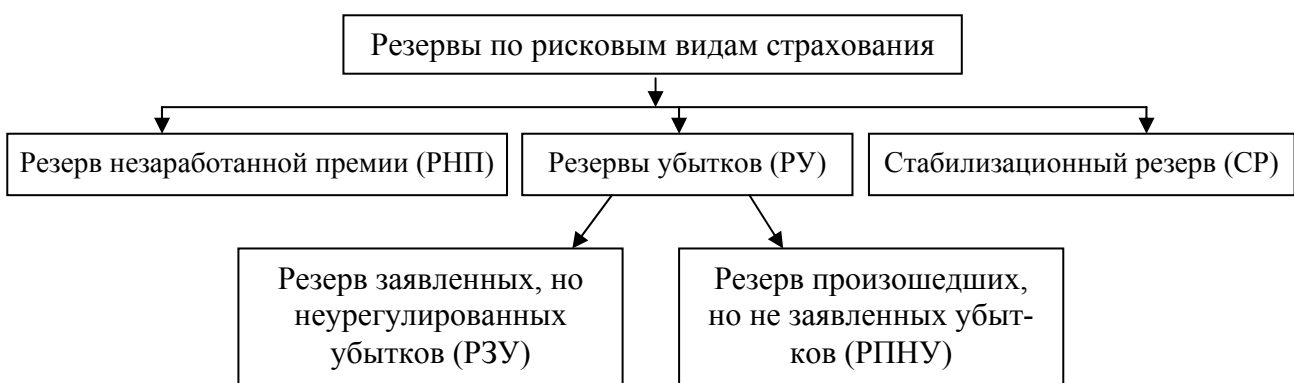 Резервы по рисковым видам страхования
Резерв незаработанной премии (РНП)
Резервы убытков (РУ)
Стабилизационный резерв (СР)
Резерв заявленных, но
неурегулированных
убытков (РЗУ)
Резерв произошедших,
но не заявленных убыт-
ков (РПНУ)